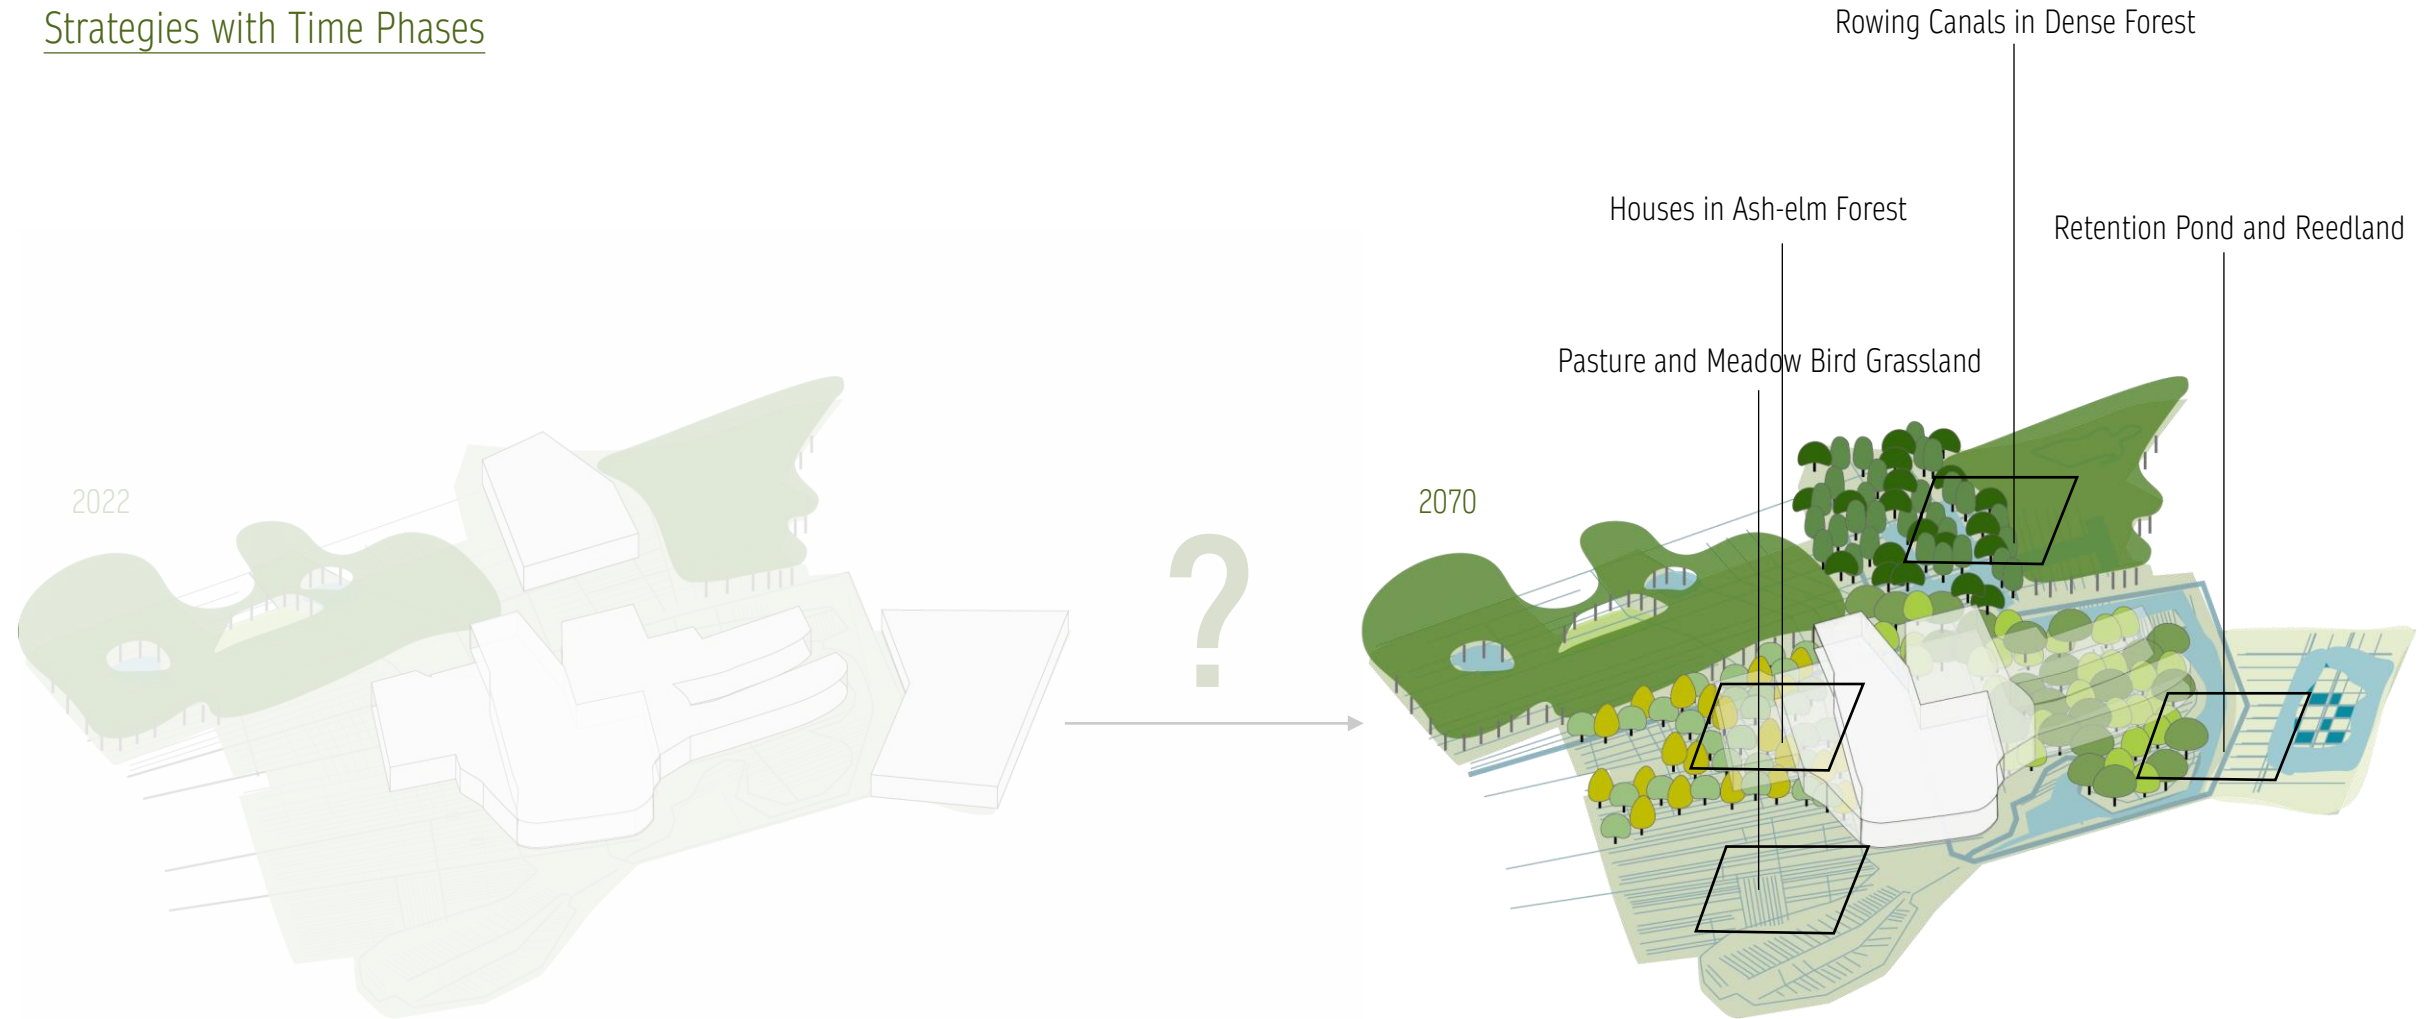 Strategies with Time Phases
Rowing Canals in Dense Forest
Houses in Ash-elm Forest
Retention Pond and Reedland
Pasture and Meadow Bird Grassland
2022
2070
?